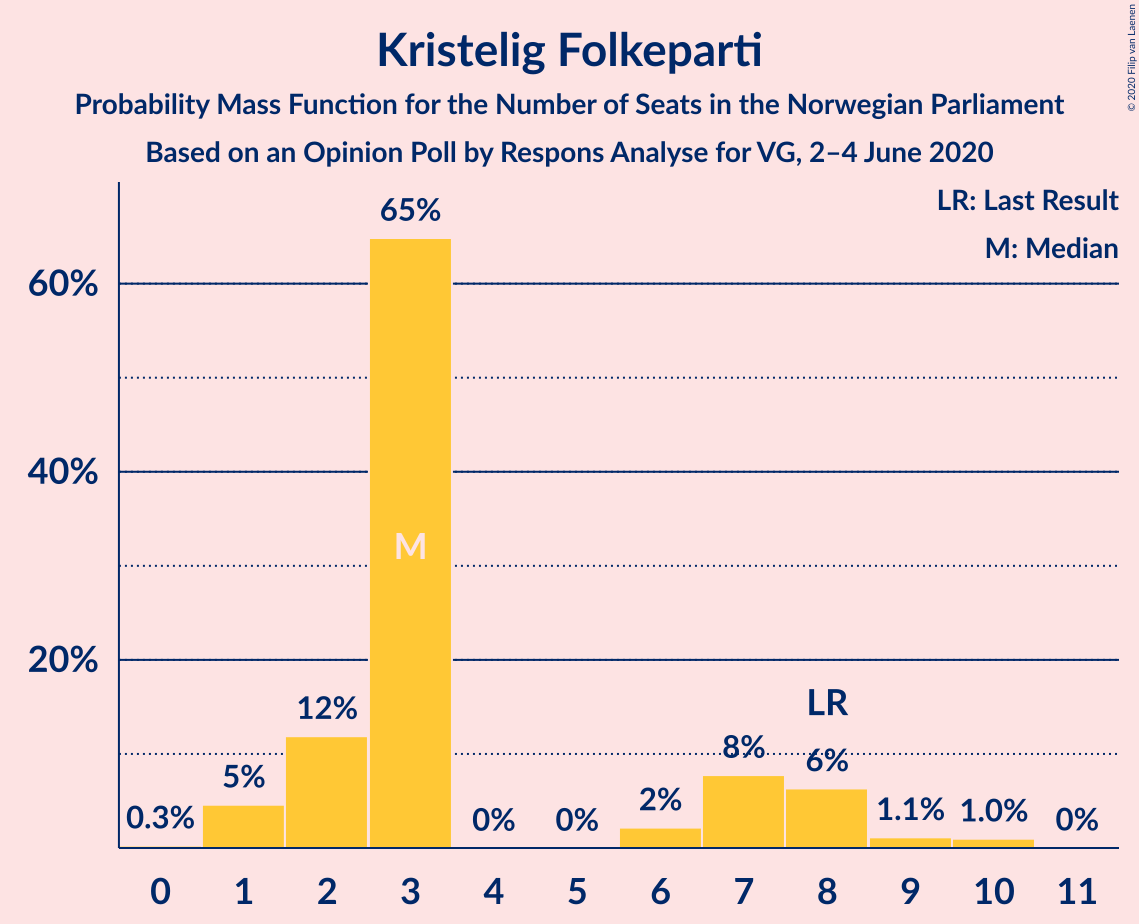 Kristelig Folkeparti
Probability Mass Function for the Number of Seats in the Norwegian Parliament
Based on an Opinion Poll by Respons Analyse for VG, 2–4 June 2020
© 2020 Filip van Laenen
LR: Last Result
M: Median
65%
60%
40%
M
20%
LR
12%
8%
6%
5%
2%
0.3%
0%
0%
1.1%
1.0%
0%
0 1 2 3 4 5 6 7 8 9 10 11